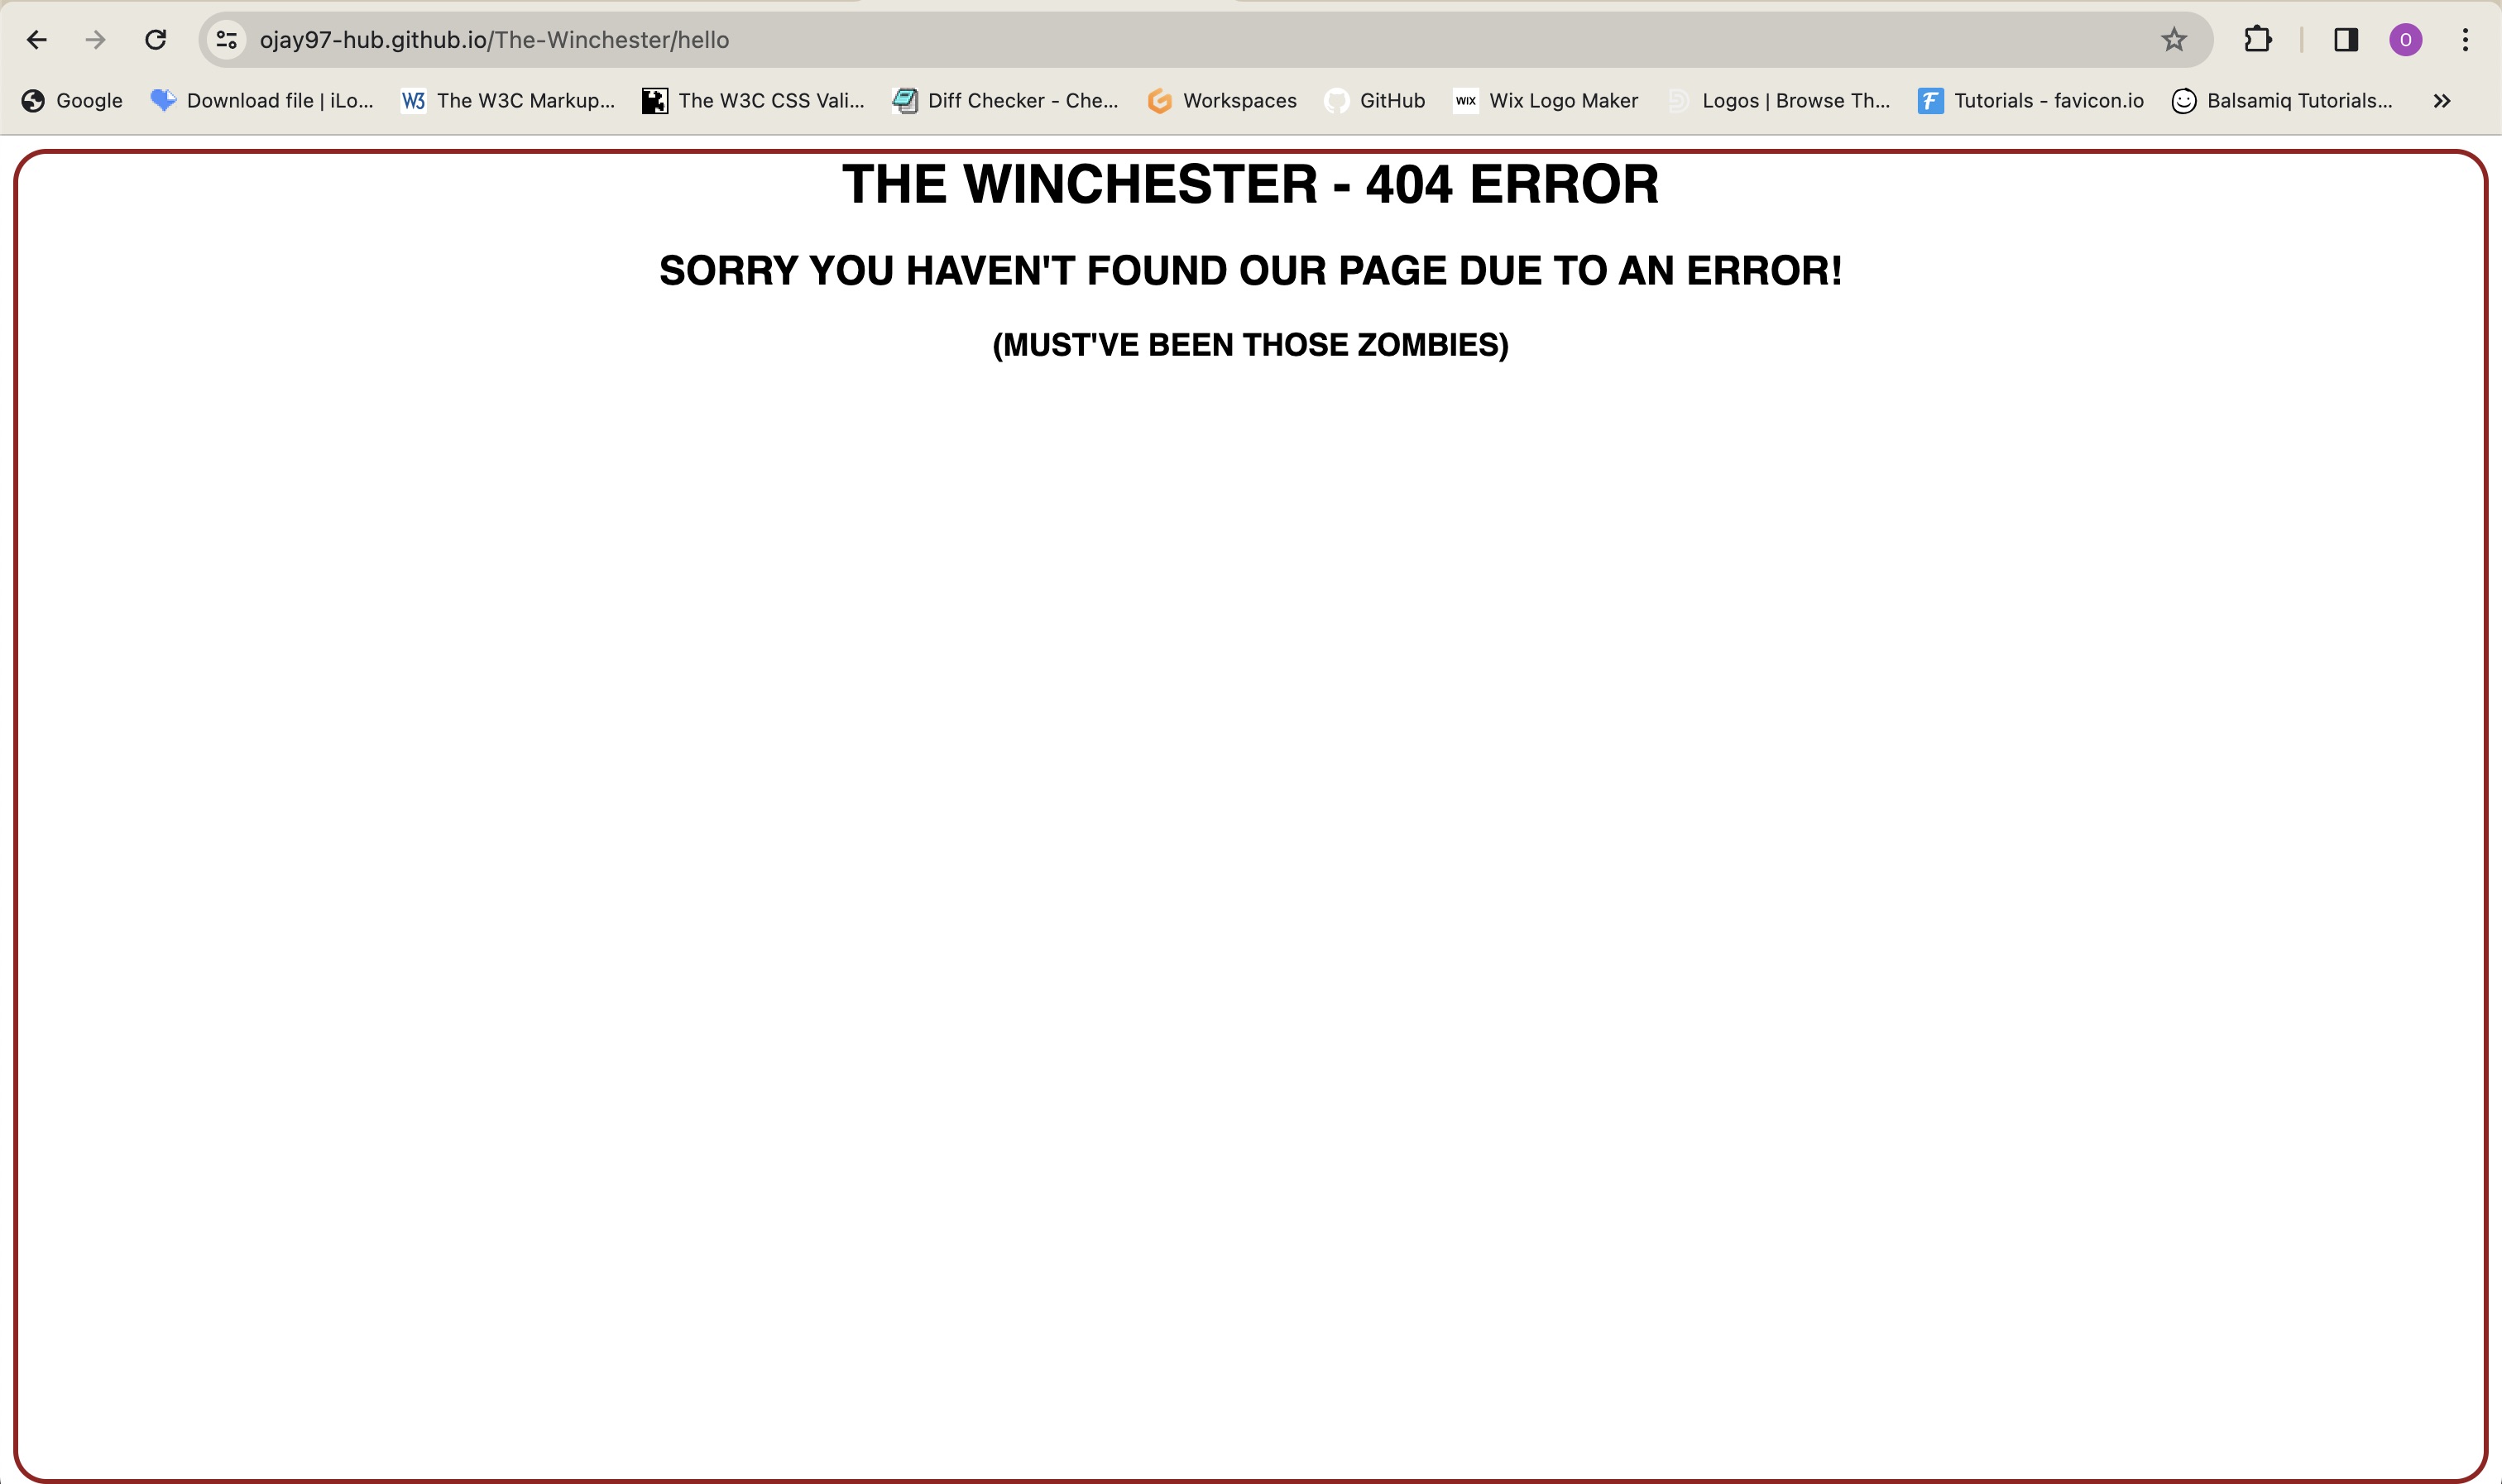 ojay97-hub.github.io/The-Winchester/hello
O
Google Download file | iLo... W3 The W3C Markup... The W3C CSS Vali... Diff Checker - Che... Workspaces GitHub WIX Wix Logo Maker Logos | Browse Th... F Tutorials - favicon.io Balsamiq Tutorials... »
THE WINCHESTER - 404 ERROR
SORRY YOU HAVEN'T FOUND OUR PAGE DUE TO AN ERROR!
(MUST'VE BEEN THOSE ZOMBIES)